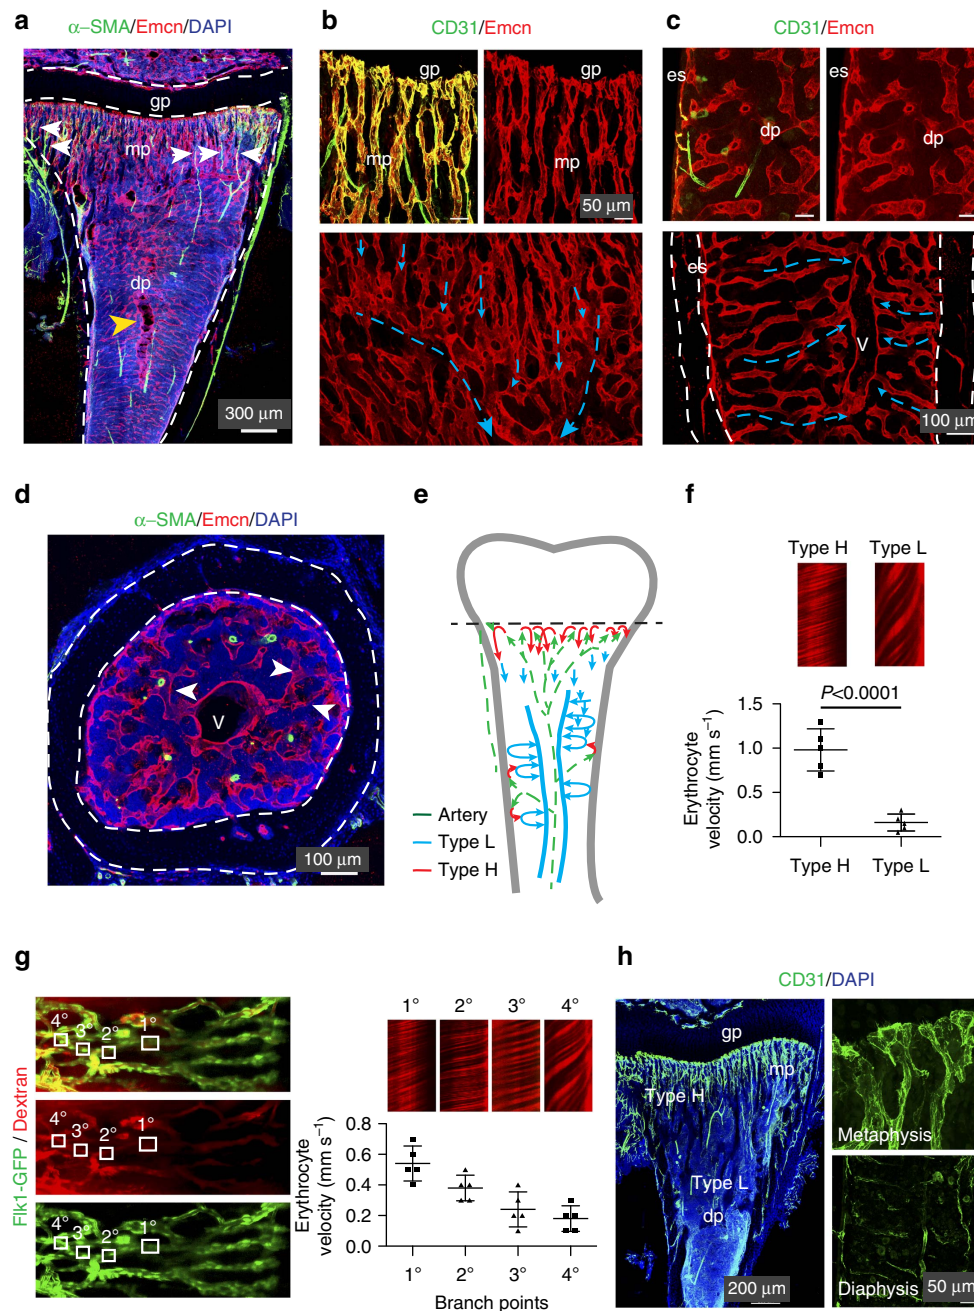 a
α–SMA/Emcn/DAPI
gp
mp
dp
300 µm
b
CD31/Emcn
gp
mp
gp
mp
50 µm
c
CD31/Emcn
es
dp
es
dp
es
V
100 µm
d
α–SMA/Emcn/DAPI
V
100 µm
e
Artery
Type L
Type H
f
Type H
Type L
P<0.0001
Erythrocyte
velocity (mm s⁻¹)
1.5
1.0
0.5
0.0
Type H
Type L
g
Flk1-GFP / Dextran
4°
3°
2°
1°
4°
3°
2°
1°
4°
3°
2°
1°
1°
2°
3°
4°
Erythrocyte
velocity (mm s⁻¹)
0.8
0.6
0.4
0.2
0.0
1°
2°
3°
4°
Branch points
h
CD31/DAPI
gp
mp
Type H
Type L
dp
200 µm
Metaphysis
Diaphysis
50 µm